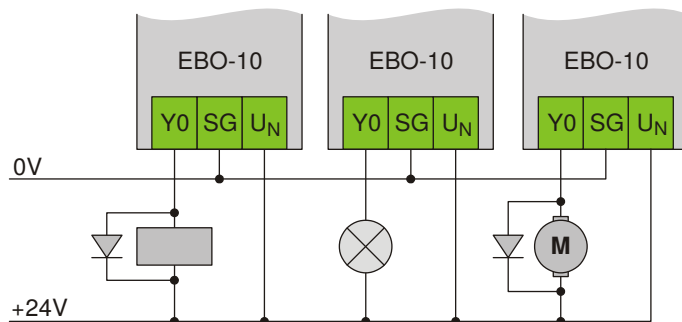 EBO-10 EBO-10 EBO-10
Y0 SG UN Y0 SG UN Y0 SG UN
0V
M
+24V